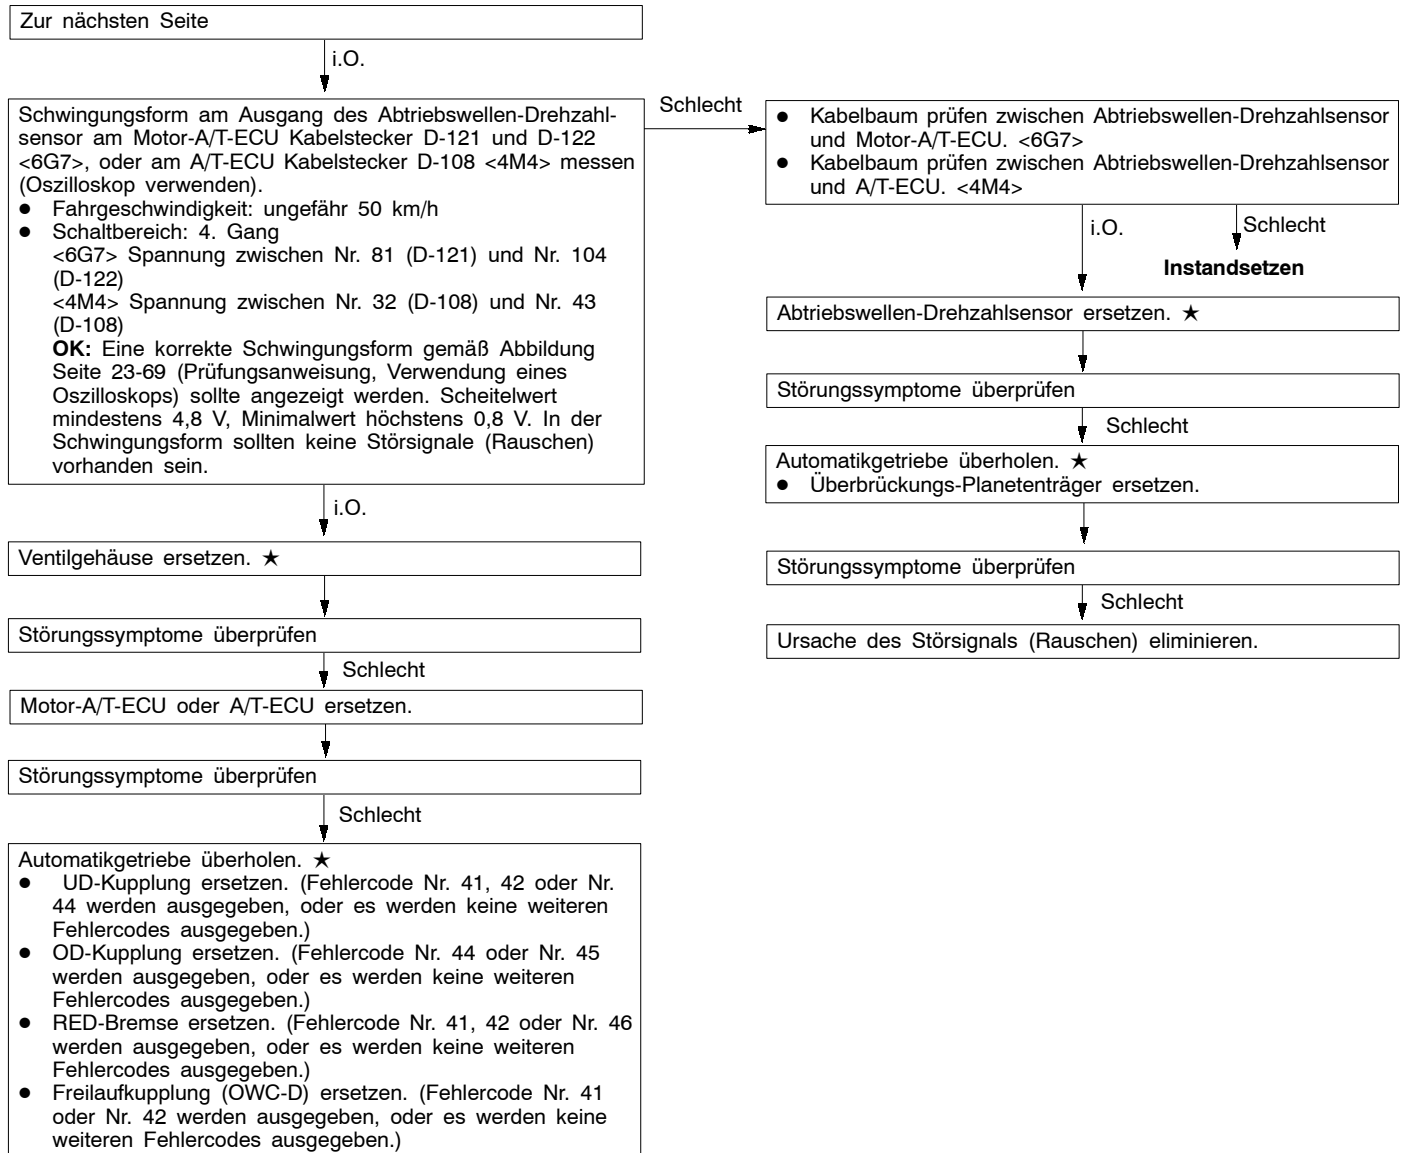 Zur nächsten Seite
i.O.
Schwingungsform am Ausgang des Abtriebswellen-Drehzahl-
sensor am Motor-A/T-ECU Kabelstecker D-121 und D-122
<6G7>, oder am A/T-ECU Kabelstecker D-108 <4M4> messen
(Oszilloskop verwenden).
● Fahrgeschwindigkeit: ungefähr 50 km/h
● Schaltbereich: 4. Gang
<6G7> Spannung zwischen Nr. 81 (D-121) und Nr. 104
(D-122)
<4M4> Spannung zwischen Nr. 32 (D-108) und Nr. 43
(D-108)
OK: Eine korrekte Schwingungsform gemäß Abbildung
Seite 23-69 (Prüfungsanweisung, Verwendung eines
Oszilloskops) sollte angezeigt werden. Scheitelwert
mindestens 4,8 V, Minimalwert höchstens 0,8 V. In der
Schwingungsform sollten keine Störsignale (Rauschen)
vorhanden sein.
i.O.
Ventilgehäuse ersetzen. ★
Störungssymptome überprüfen
Schlecht
Motor-A/T-ECU oder A/T-ECU ersetzen.
Störungssymptome überprüfen
Schlecht
Automatikgetriebe überholen. ★
● UD-Kupplung ersetzen. (Fehlercode Nr. 41, 42 oder Nr.
44 werden ausgegeben, oder es werden keine weiteren
Fehlercodes ausgegeben.)
● OD-Kupplung ersetzen. (Fehlercode Nr. 44 oder Nr. 45
werden ausgegeben, oder es werden keine weiteren
Fehlercodes ausgegeben.)
● RED-Bremse ersetzen. (Fehlercode Nr. 41, 42 oder Nr. 46
werden ausgegeben, oder es werden keine weiteren
Fehlercodes ausgegeben.)
● Freilaufkupplung (OWC-D) ersetzen. (Fehlercode Nr. 41
oder Nr. 42 werden ausgegeben, oder es werden keine
weiteren Fehlercodes ausgegeben.)
Schlecht
● Kabelbaum prüfen zwischen Abtriebswellen-Drehzahlsensor
und Motor-A/T-ECU. <6G7>
● Kabelbaum prüfen zwischen Abtriebswellen-Drehzahlsensor
und A/T-ECU. <4M4>
i.O.
Schlecht
Instandsetzen
Abtriebswellen-Drehzahlsensor ersetzen. ★
Störungssymptome überprüfen
Schlecht
Automatikgetriebe überholen. ★
● Überbrückungs-Planetenträger ersetzen.
Störungssymptome überprüfen
Schlecht
Ursache des Störsignals (Rauschen) eliminieren.